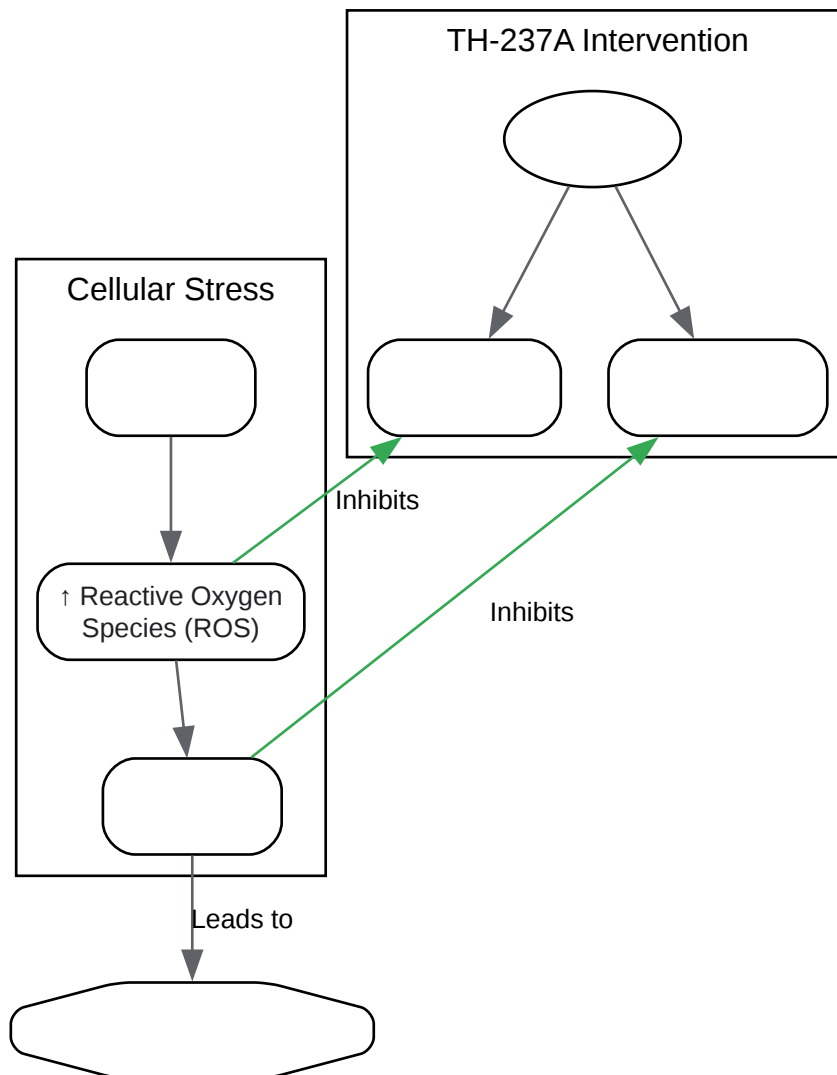 TH-237A Intervention
Cellular Stress
Inhibits
↑ Reactive Oxygen
Species (ROS)
Inhibits
Leads to